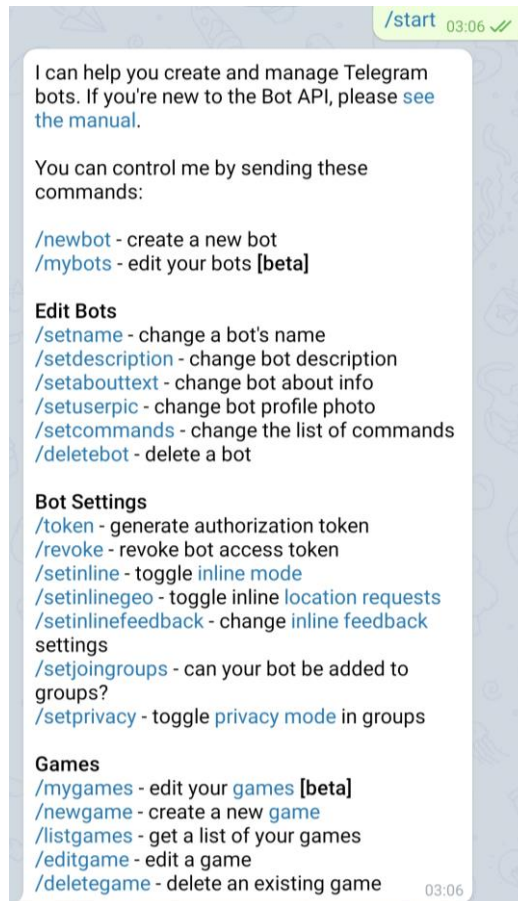 /start 03:06
I can help you create and manage Telegram
bots. If you're new to the Bot API, please see
the manual.
You can control me by sending these
commands:
/newbot - create a new bot
/mybots - edit your bots [beta]
Edit Bots
/setname - change a bot's name
/setdescription - change bot description
/setabouttext - change bot about info
/setuserpic - change bot profile photo
/setcommands - change the list of commands
/deletebot - delete a bot
Bot Settings
/token - generate authorization token
/revoke - revoke bot access token
/setinline - toggle inline mode
/setinlinegeo - toggle inline location requests
/setinlinefeedback - change inline feedback
settings
/setjoingroups - can your bot be added to
groups?
/setprivacy - toggle privacy mode in groups
Games
/mygames - edit your games [beta]
/newgame - create a new game
/listgames - get a list of your games
/editgame - edit a game
/deletegame - delete an existing game 03:06